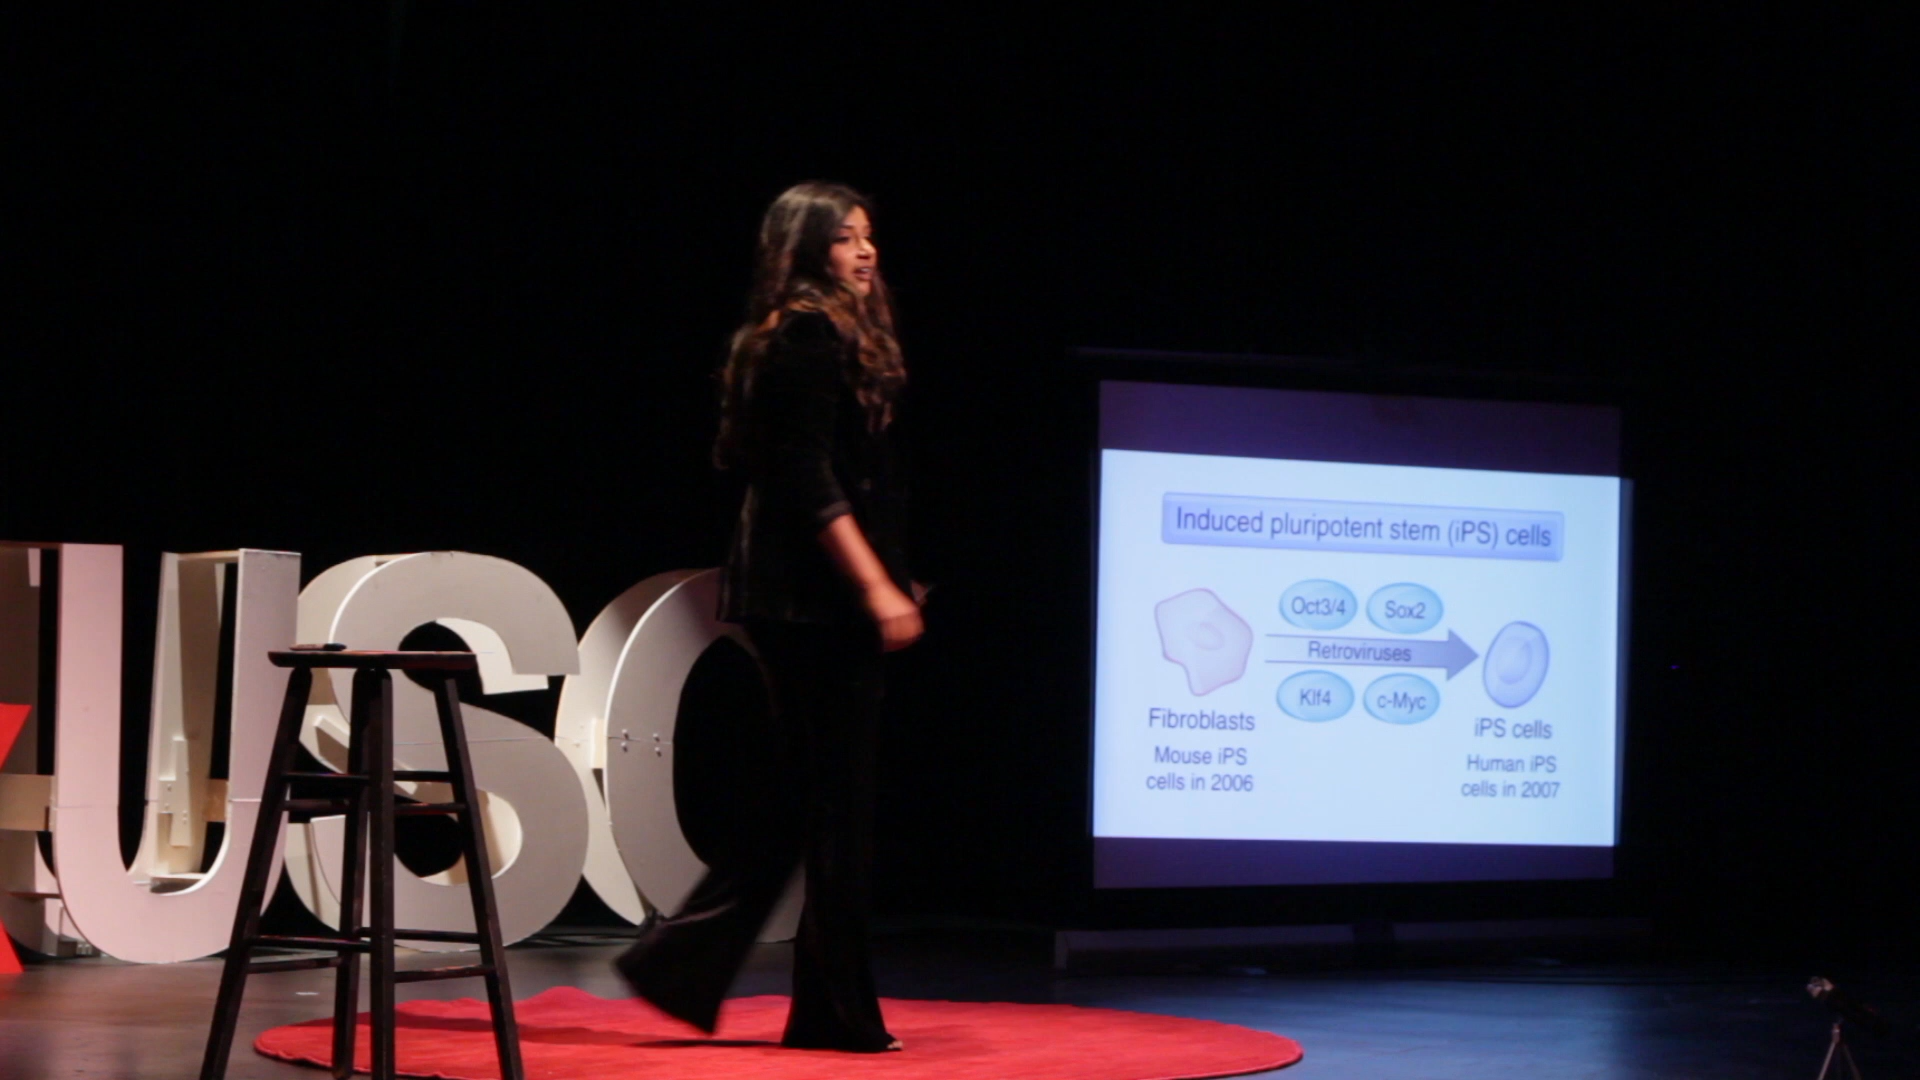 USC
Induced pluripotent stem (iPS) cells
Oct3/4 Sox2
Retroviruses
Klf4 c-Myc
Fibroblasts
iPS cells
Mouse iPS
cells in 2006
Human iPS
cells in 2007